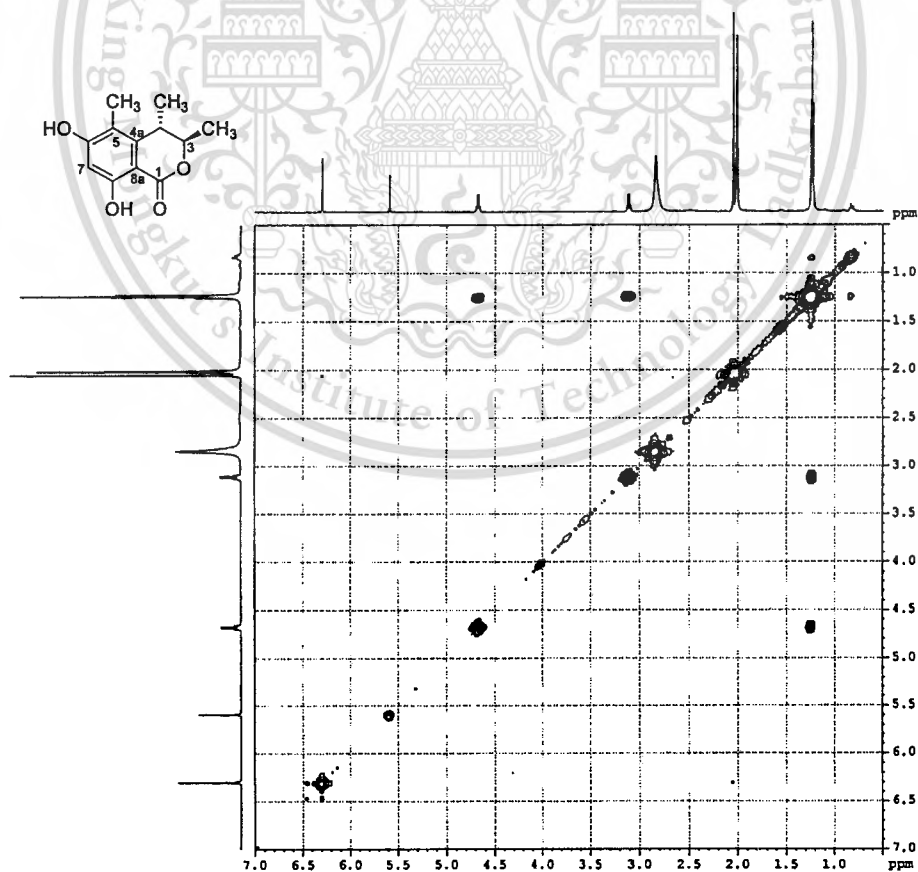 CH3 CH3
HO 5 4a CH3
3
7 8a 1 O
OH O
ppm
1.0
1.5
2.0
2.5
3.0
3.5
4.0
4.5
5.0
5.5
6.0
6.5
7.0
7.0 6.5 6.0 5.5 5.0 4.5 4.0 3.5 3.0 2.5 2.0 1.5 1.0 ppm
King Mongkut's Institute of Technology Ladkrabang